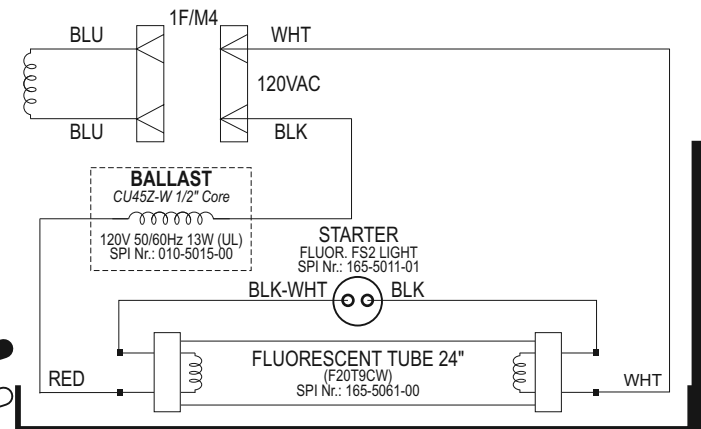 1F/M4
BLU
WHT
120VAC
BLU
BLK
BALLAST
CU45Z-W 1/2" Core
120V 50/60Hz 13W (UL)
SPI Nr.: 010-5015-00
STARTER
FLUOR. FS2 LIGHT
SPI Nr.: 165-5011-01
BLK-WHT
BLK
FLUORESCENT TUBE 24"
(F20T9CW)
SPI Nr.: 165-5061-00
RED
WHT